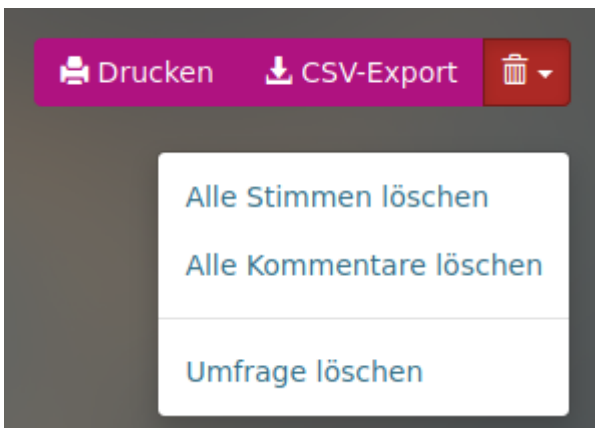 Drucken CSV-Export
Alle Stimmen löschen
Alle Kommentare löschen
Umfrage löschen